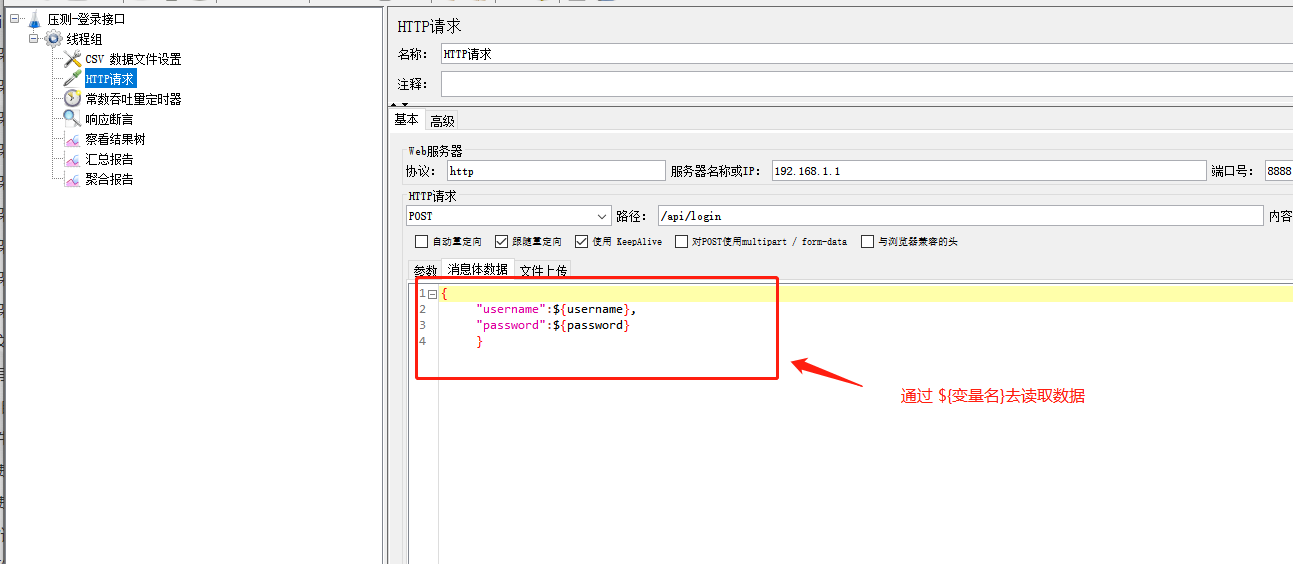 压测-登录接口
线程组
CSV 数据文件设置
HTTP请求
常数吞吐量定时器
响应断言
察看结果树
汇总报告
聚合报告
HTTP请求
名称： HTTP请求
注释：
基本 高级
Web服务器
协议： http 服务器名称或IP： 192.168.1.1 端口号： 8888
HTTP请求
POST 路径： /api/login 内容
自动重定向 跟随重定向 使用 KeepAlive 对POST使用multipart / form-data 与浏览器兼容的头
参数 消息体数据 文件上传
1 {
2 "username":${username},
3 "password":${password}
4 }
通过 ${变量名}去读取数据